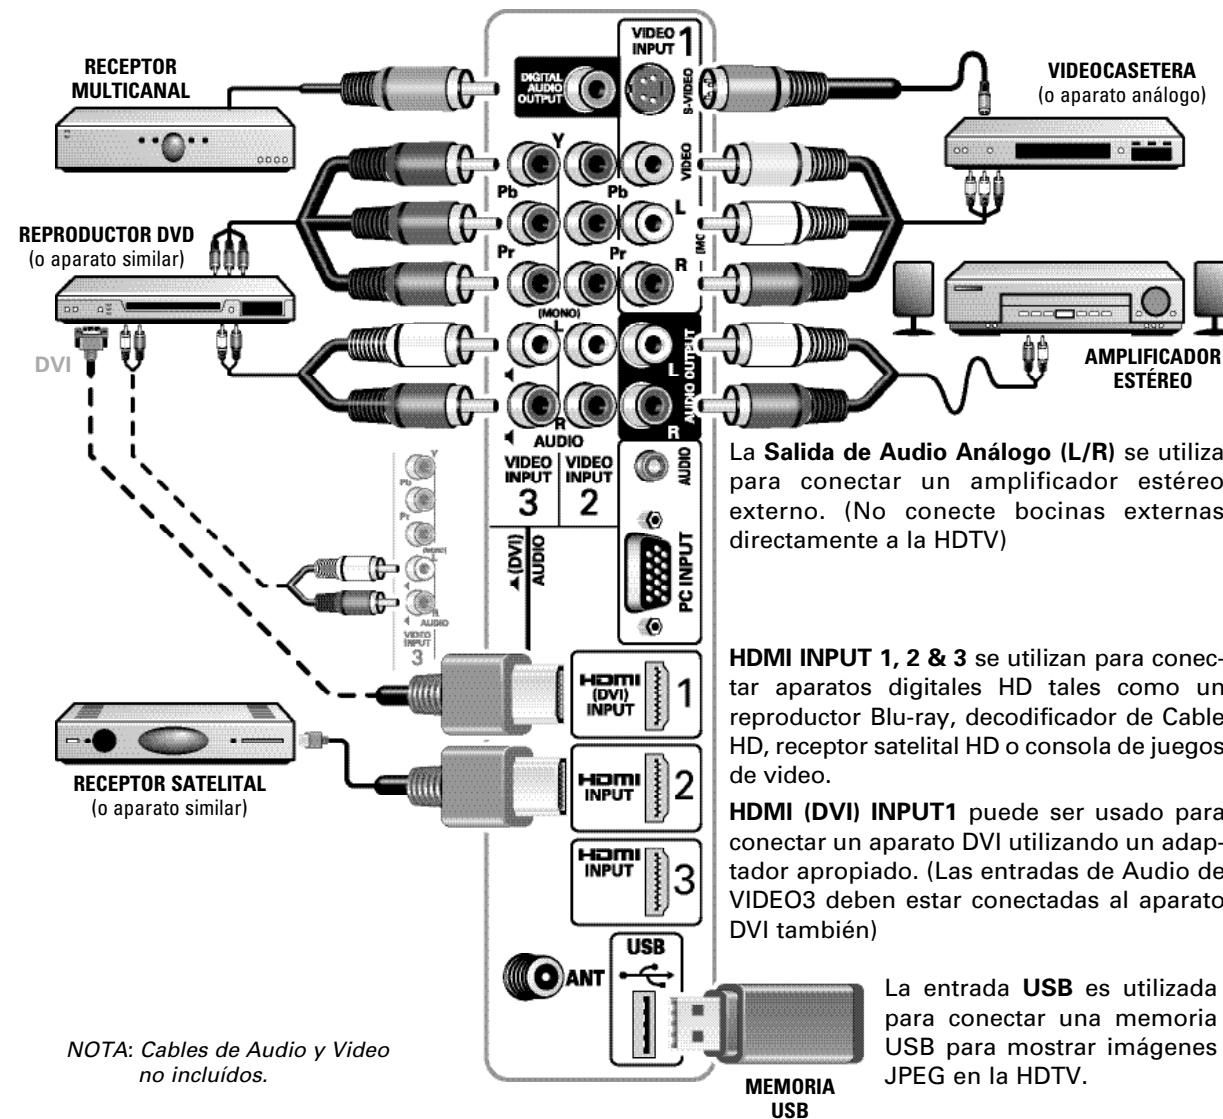 RECEPTOR
MULTICANAL
REPRODUCTOR DVD
(o aparato similar)
DVI
RECEPTOR SATELITAL
(o aparato similar)
NOTA: Cables de Audio y Video
no incluídos.
VIDEO
INPUT 1
DIGITAL
AUDIO
OUTPUT
S-VIDEO
Y
VIDEO
Pb
Pb
L
Pr
Pr
R
(MONO)
L
L
AUDIO OUTPUT
R
R
AUDIO
VIDEO
INPUT
3
VIDEO
INPUT
2
AUDIO
(DVI)
AUDIO
PC INPUT
Y
Pb
Pr
(MONO)
L
R
AUDIO
VIDEO
INPUT
3
HDMI
(DVI)
INPUT
1
HDMI
INPUT
2
HDMI
INPUT
3
USB
ANT
VIDEOCASETERA
(o aparato análogo)
AMPLIFICADOR
ESTÉREO
La Salida de Audio Análogo (L/R) se utiliza
para conectar un amplificador estéreo
externo. (No conecte bocinas externas
directamente a la HDTV)
HDMI INPUT 1, 2 & 3 se utilizan para conec-
tar aparatos digitales HD tales como un
reproductor Blu-ray, decodificador de Cable
HD, receptor satelital HD o consola de juegos
de video.
HDMI (DVI) INPUT1 puede ser usado para
conectar un aparato DVI utilizando un adap-
tador apropiado. (Las entradas de Audio de
VIDEO3 deben estar conectadas al aparato
DVI también)
La entrada USB es utilizada
para conectar una memoria
USB para mostrar imágenes
JPEG en la HDTV.
MEMORIA
USB